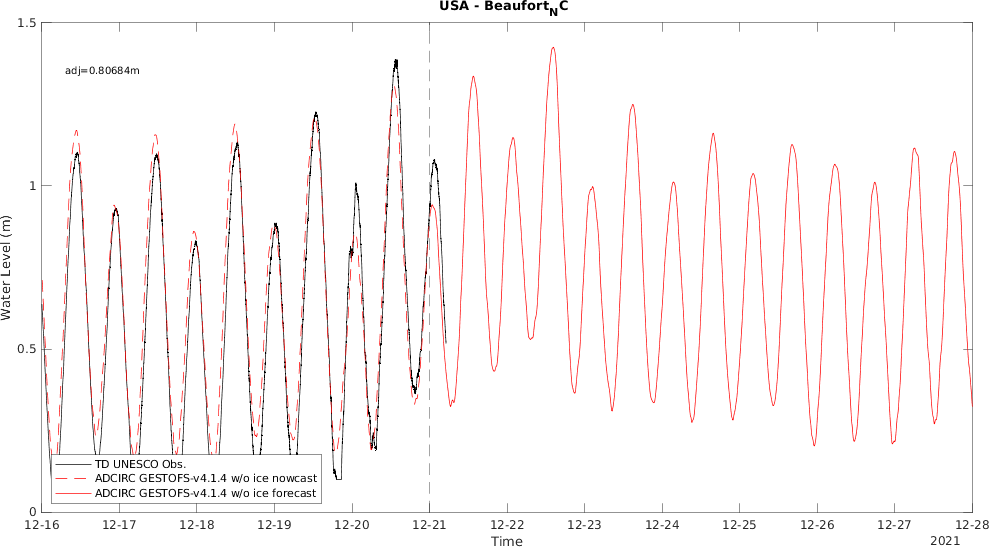 USA - Beaufort_NC
adj=0.80684m
Water Level (m)
1.5
1
0.5
0
TD UNESCO Obs.
ADCIRC GESTOFS-v4.1.4 w/o ice nowcast
ADCIRC GESTOFS-v4.1.4 w/o ice forecast
12-16 12-17 12-18 12-19 12-20 12-21 12-22 12-23 12-24 12-25 12-26 12-27 12-28
Time
2021